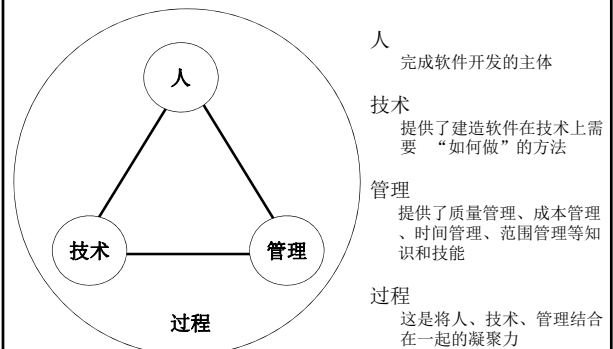 人
技术
管理
过程
人
完成软件开发的主体
技术
提供了建造软件在技术上需
要 “如何做”的方法
管理
提供了质量管理、成本管理
、时间管理、范围管理等知
识和技能
过程
这是将人、技术、管理结合
在一起的凝聚力